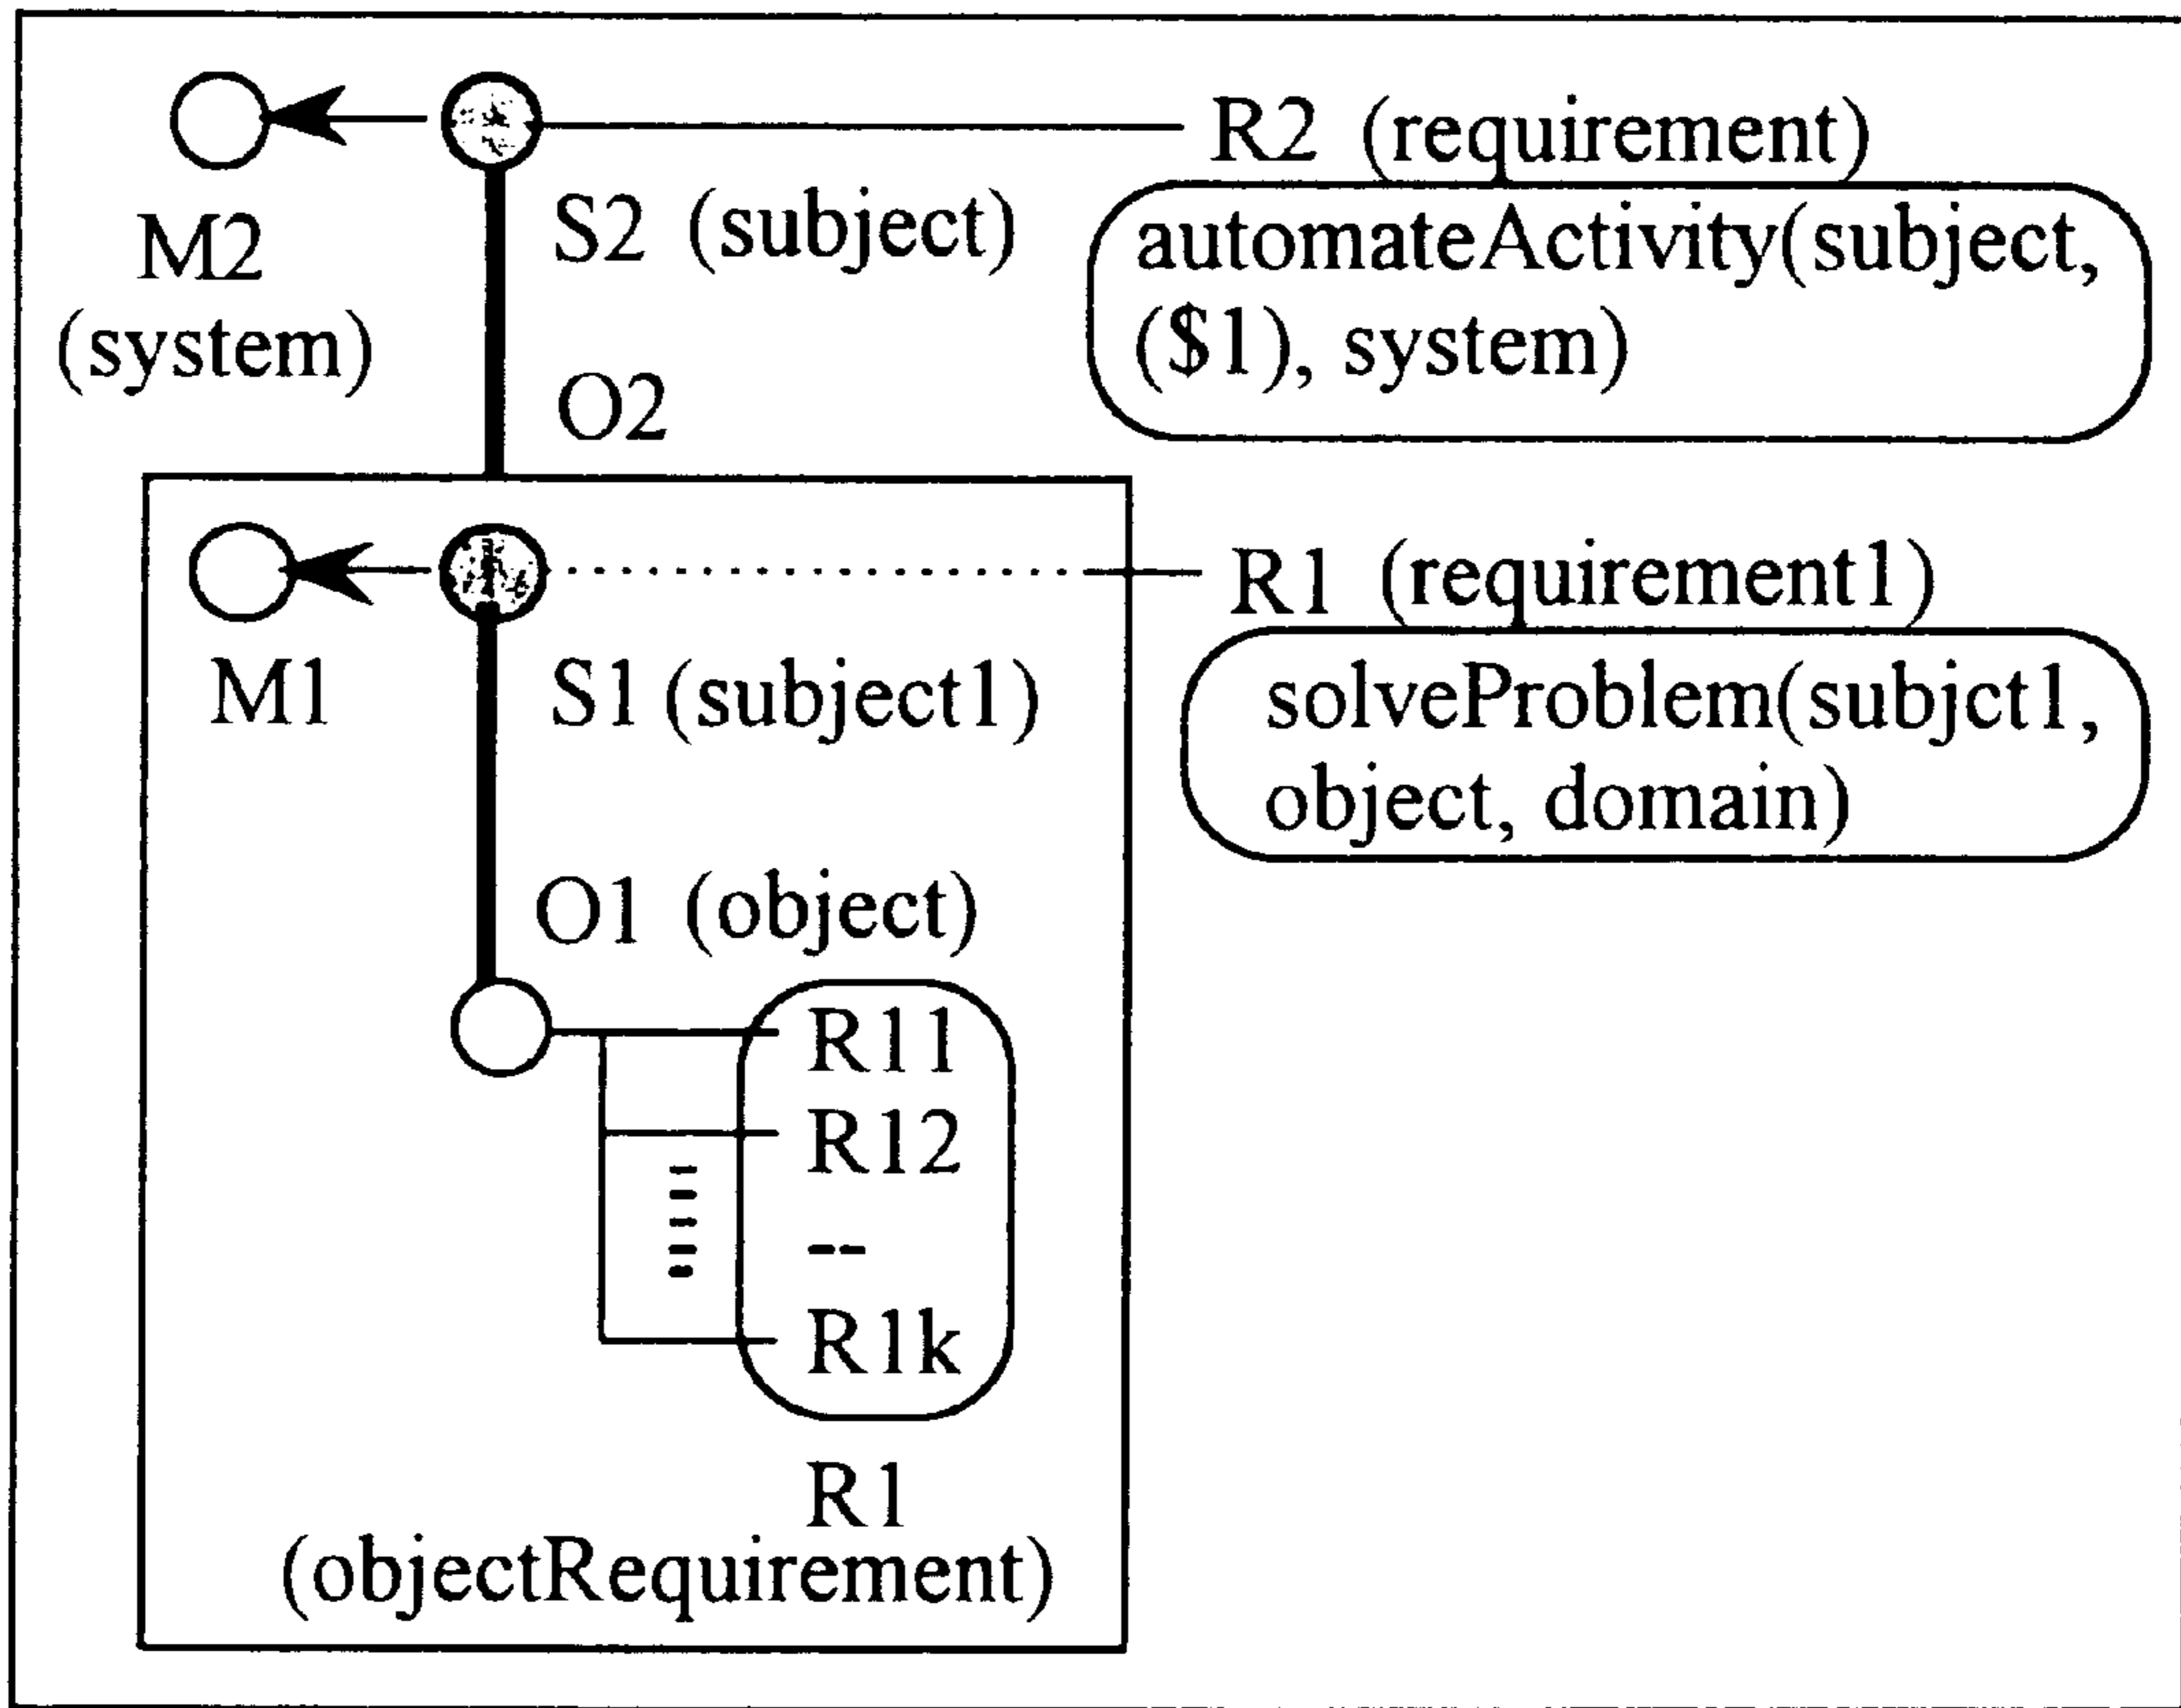 R2 (requirement)
M2
(system)
S2 (subject)
automateActivity(subject,
($1), system)
O2
R1 (requirement1)
M1
S1 (subject1)
solveProblem(subjct1,
object, domain)
O1 (object)
R11
R12
--
R1k
R1
(objectRequirement)